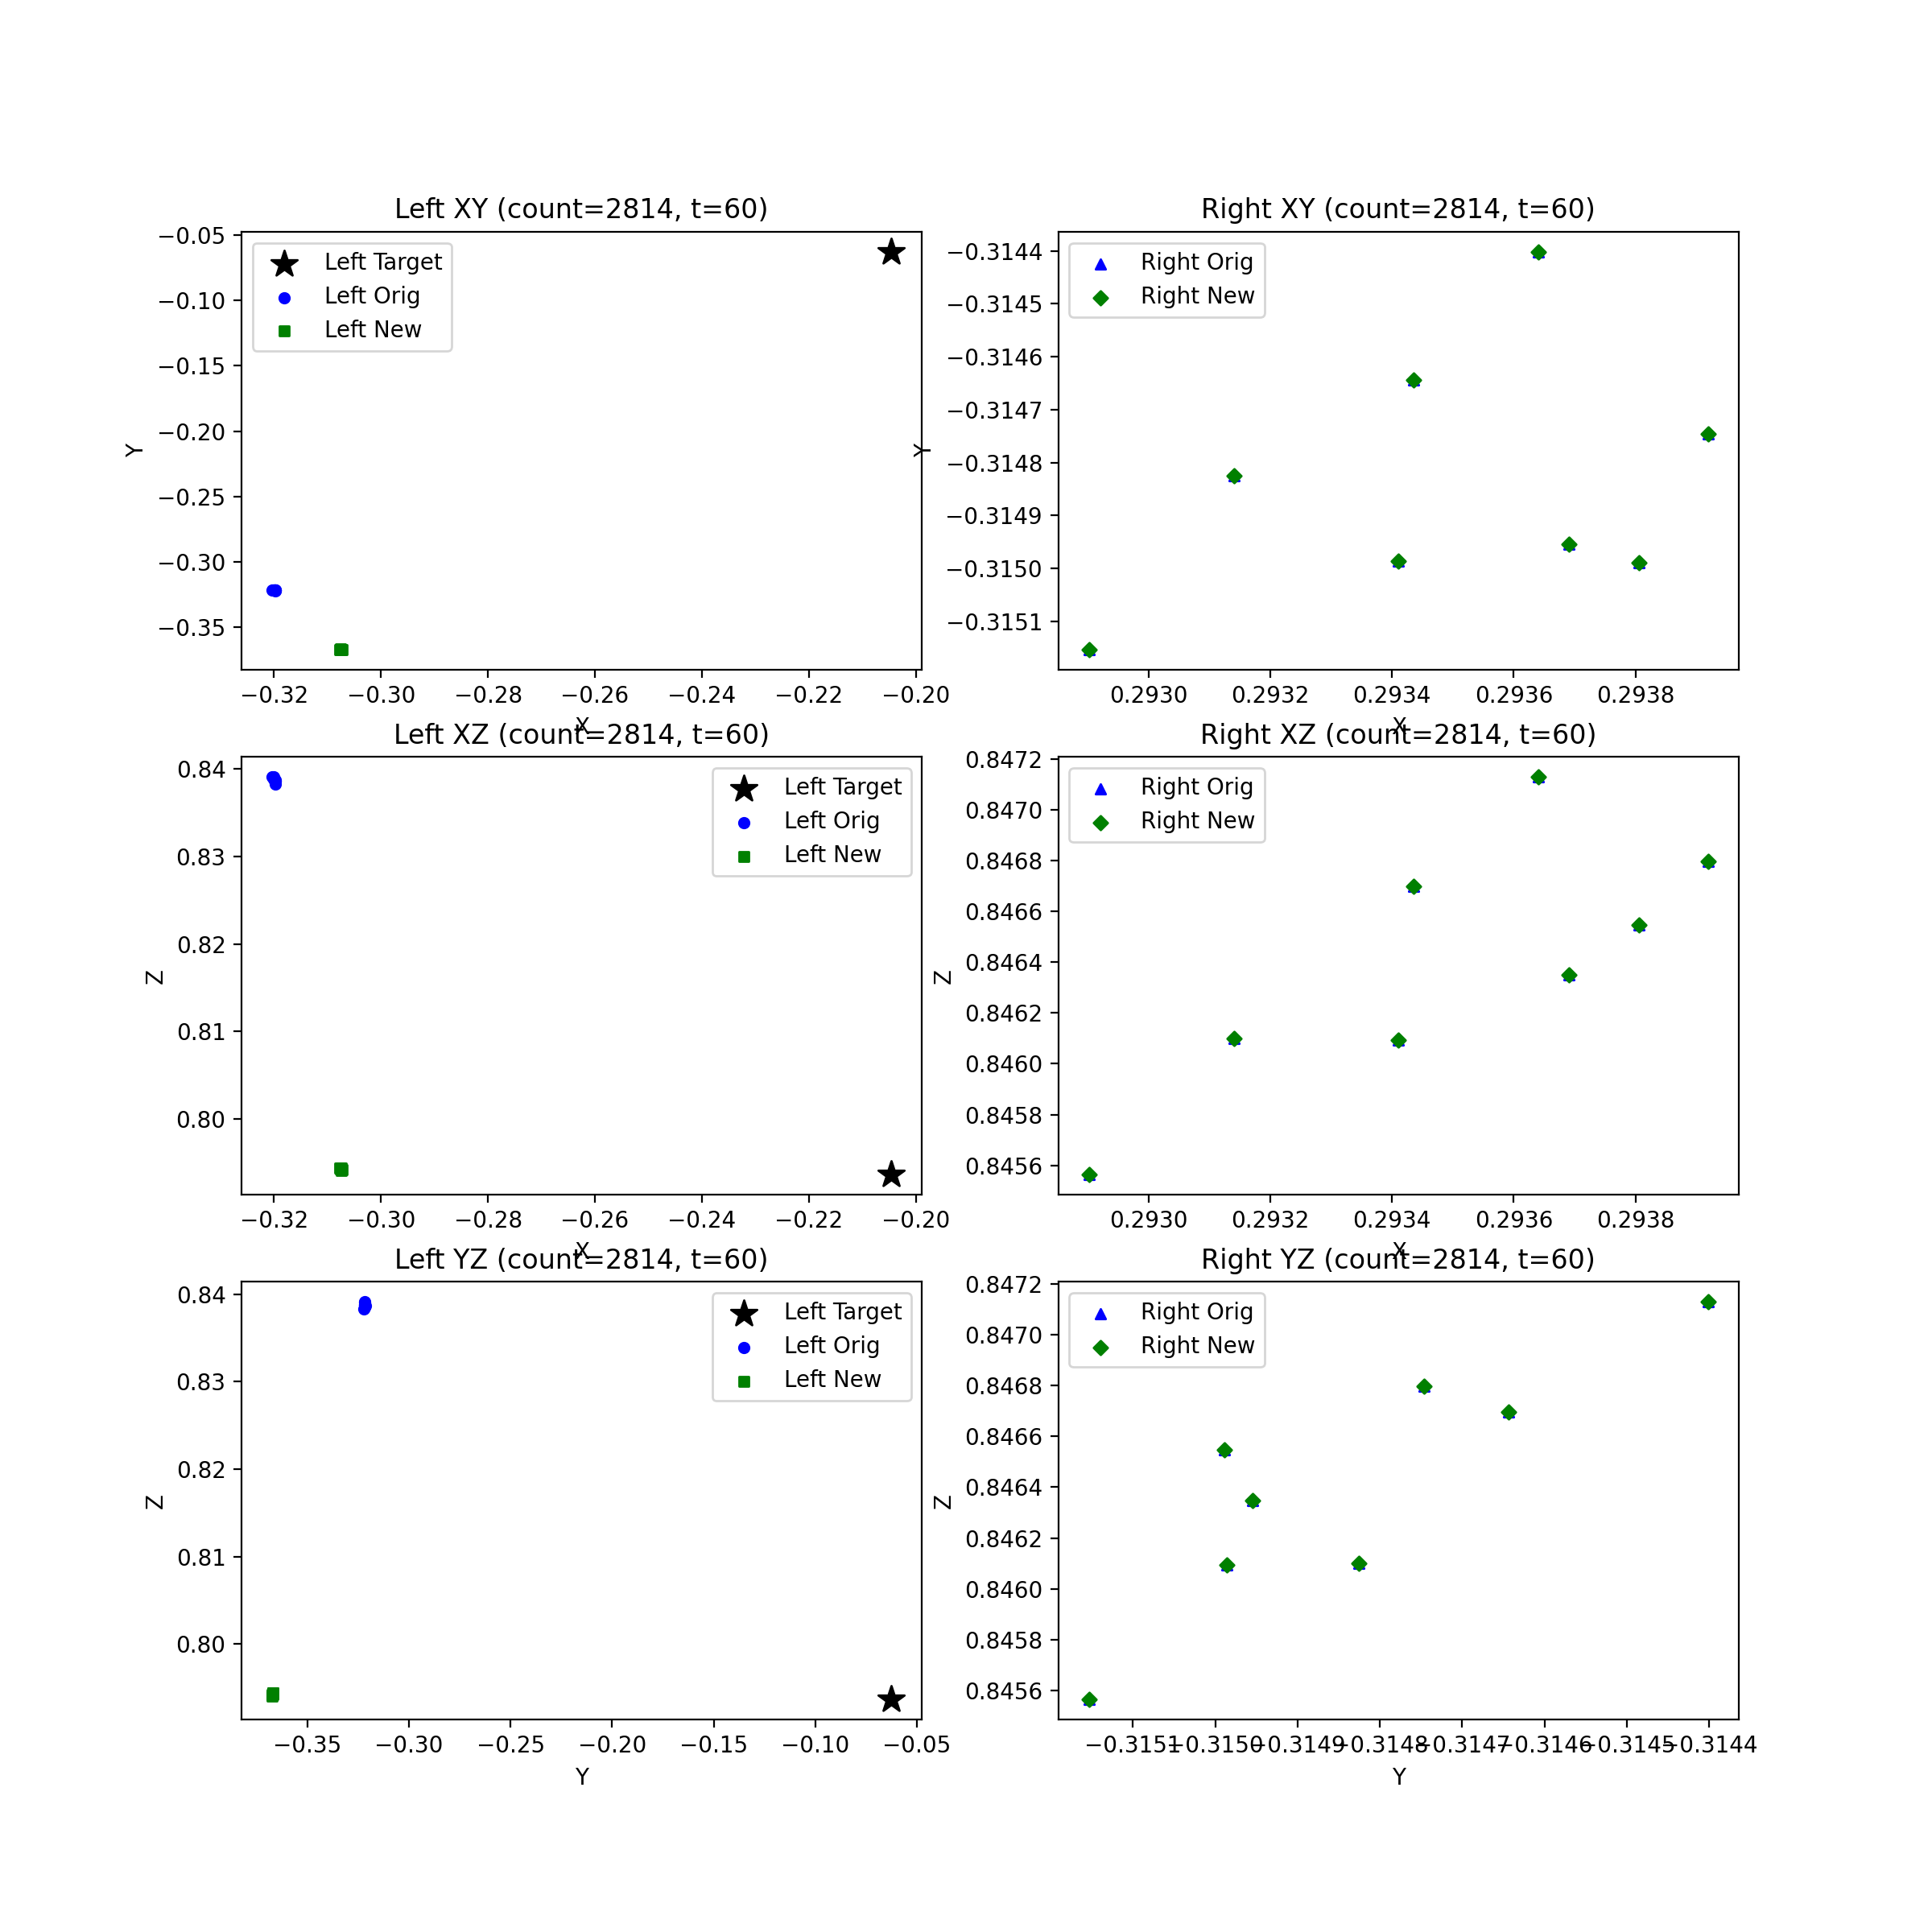 Left XY (count=2814, t=60)
Left Target
Left Orig
Left New
−0.05
−0.10
−0.15
−0.20
−0.25
−0.30
−0.35
Y
−0.32 −0.30 −0.28 −0.26 −0.24 −0.22 −0.20
X
Right XY (count=2814, t=60)
Right Orig
Right New
−0.3144
−0.3145
−0.3146
−0.3147
−0.3148
−0.3149
−0.3150
−0.3151
Y
0.2930 0.2932 0.2934 0.2936 0.2938
X
Left XZ (count=2814, t=60)
Left Target
Left Orig
Left New
0.84
0.83
0.82
0.81
0.80
Z
−0.32 −0.30 −0.28 −0.26 −0.24 −0.22 −0.20
X
Right XZ (count=2814, t=60)
Right Orig
Right New
0.8472
0.8470
0.8468
0.8466
0.8464
0.8462
0.8460
0.8458
0.8456
Z
0.2930 0.2932 0.2934 0.2936 0.2938
X
Left YZ (count=2814, t=60)
Left Target
Left Orig
Left New
0.84
0.83
0.82
0.81
0.80
Z
−0.35 −0.30 −0.25 −0.20 −0.15 −0.10 −0.05
Y
Right YZ (count=2814, t=60)
Right Orig
Right New
0.8472
0.8470
0.8468
0.8466
0.8464
0.8462
0.8460
0.8458
0.8456
Z
−0.3151 −0.3150 −0.3149 −0.3148 −0.3147 −0.3146 −0.3145 −0.3144
Y